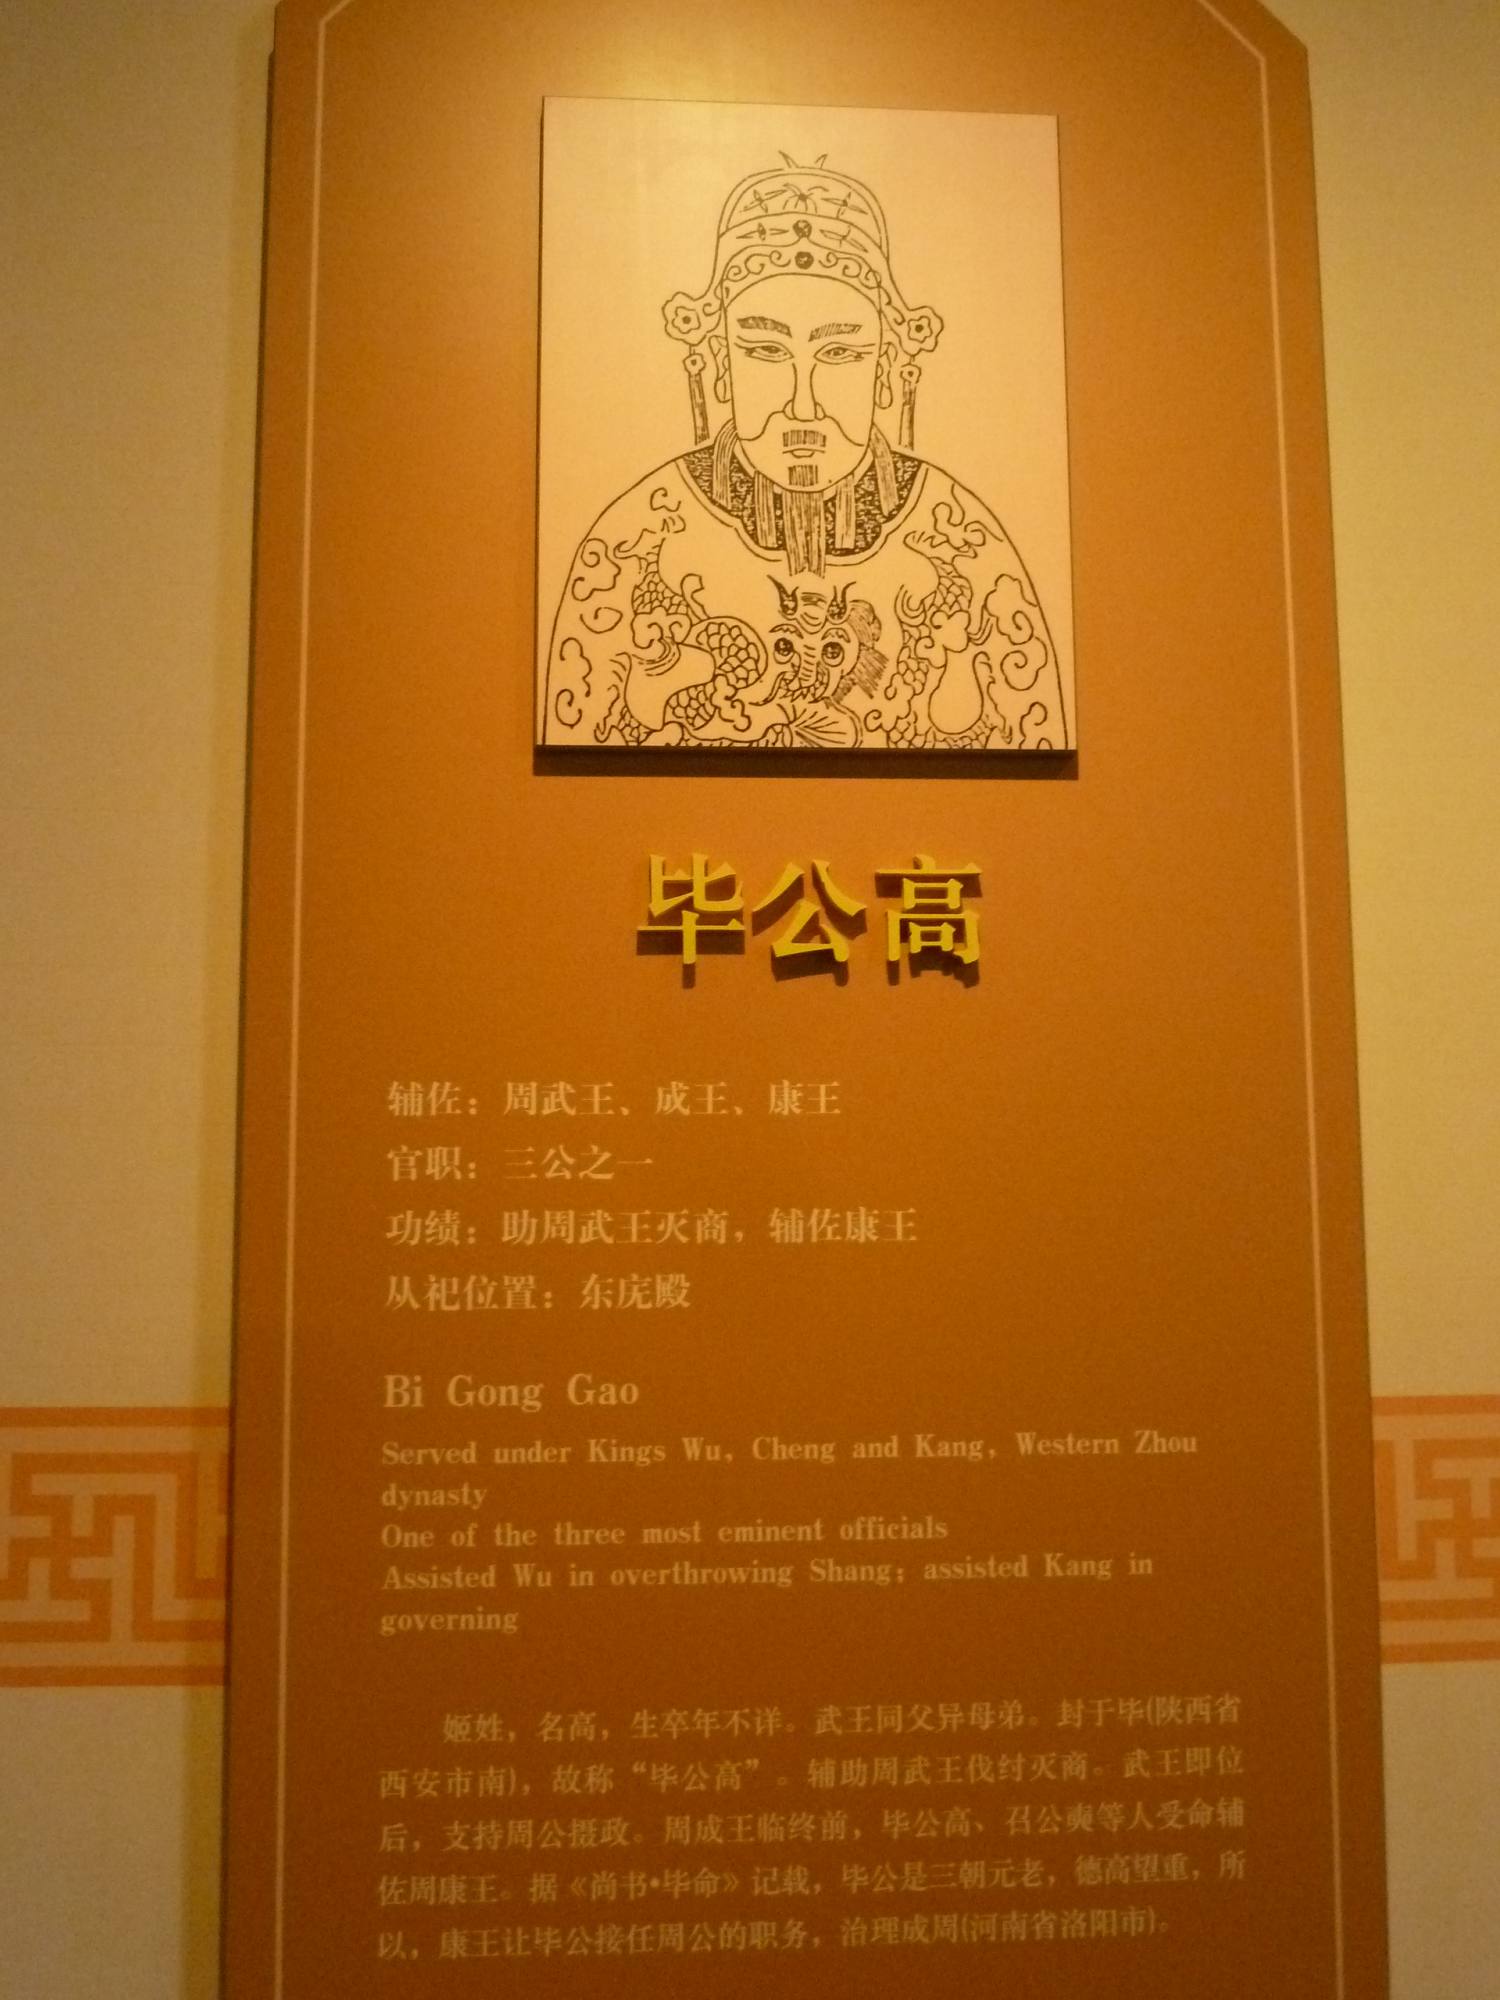 毕公高
辅佐：周武王、成王、康王
官职：三公之一
功绩：助周武王灭商，辅佐康王
从祀位置：东庑殿
Bi Gong Gao
Served under Kings Wu, Cheng and Kang, Western Zhou
dynasty
One of the three most eminent officials
Assisted Wu in overthrowing Shang; assisted Kang in
governing
姬姓，名高，生卒年不详。武王同父异母弟。封于毕(陕西省
西安市南)，故称“毕公高”。辅助周武王伐纣灭商。武王即位
后，支持周公摄政。周成王临终前，毕公高、召公奭等人受命辅
佐周康王。据《尚书•毕命》记载，毕公是三朝元老，德高望重，所
以，康王让毕公接任周公的职务，治理成周(河南省洛阳市)。